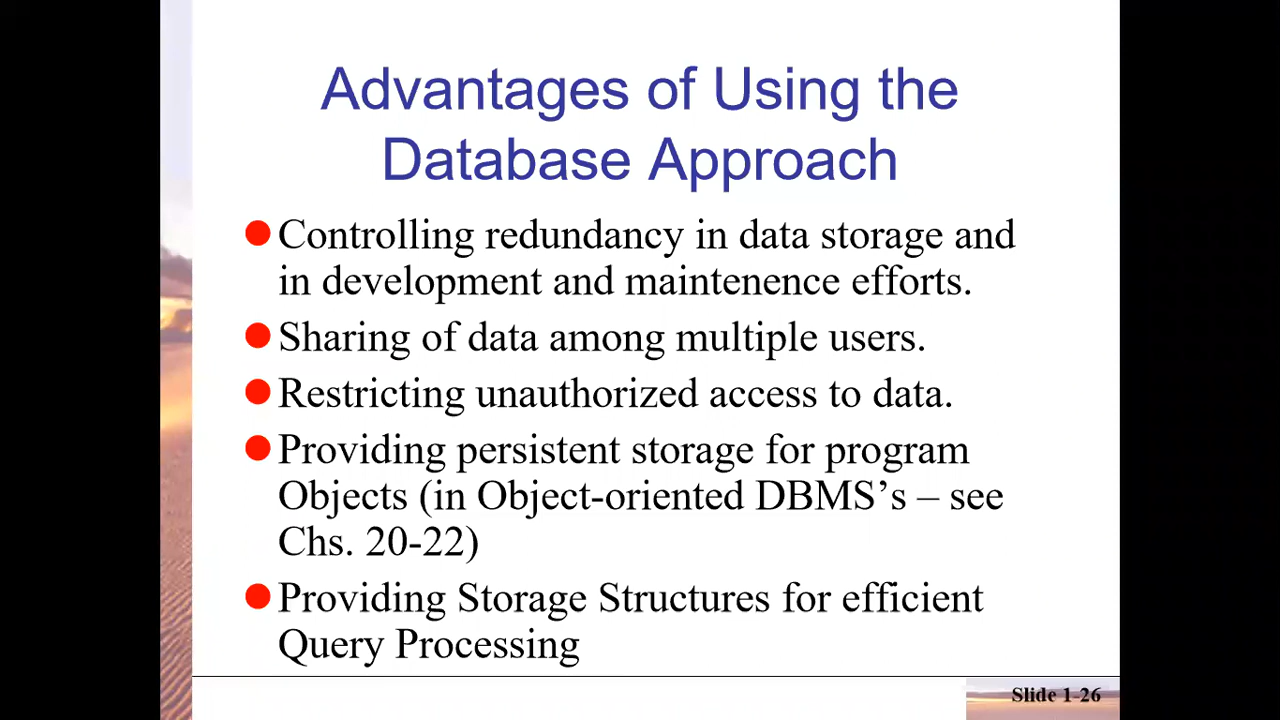 Advantages of Using the
Database Approach
Controlling redundancy in data storage and
in development and maintenence efforts.
Sharing of data among multiple users.
Restricting unauthorized access to data.
Providing persistent storage for program
Objects (in Object-oriented DBMS’s – see
Chs. 20-22)
Providing Storage Structures for efficient
Query Processing
Slide 1-26